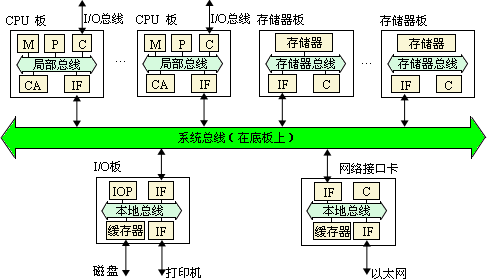 CPU 板 I/O总线 CPU 板 I/O总线 存储器板 存储器板
M P C M P C 存储器 存储器
局部总线 … 局部总线 存储器总线 … 存储器总线
CA IF CA IF IF C IF C
系统总线(在底板上)
I/O板 网络接口卡
IOP IF IF C
本地总线 本地总线
缓存器 IF 缓存器 IF
磁盘 打印机 以太网